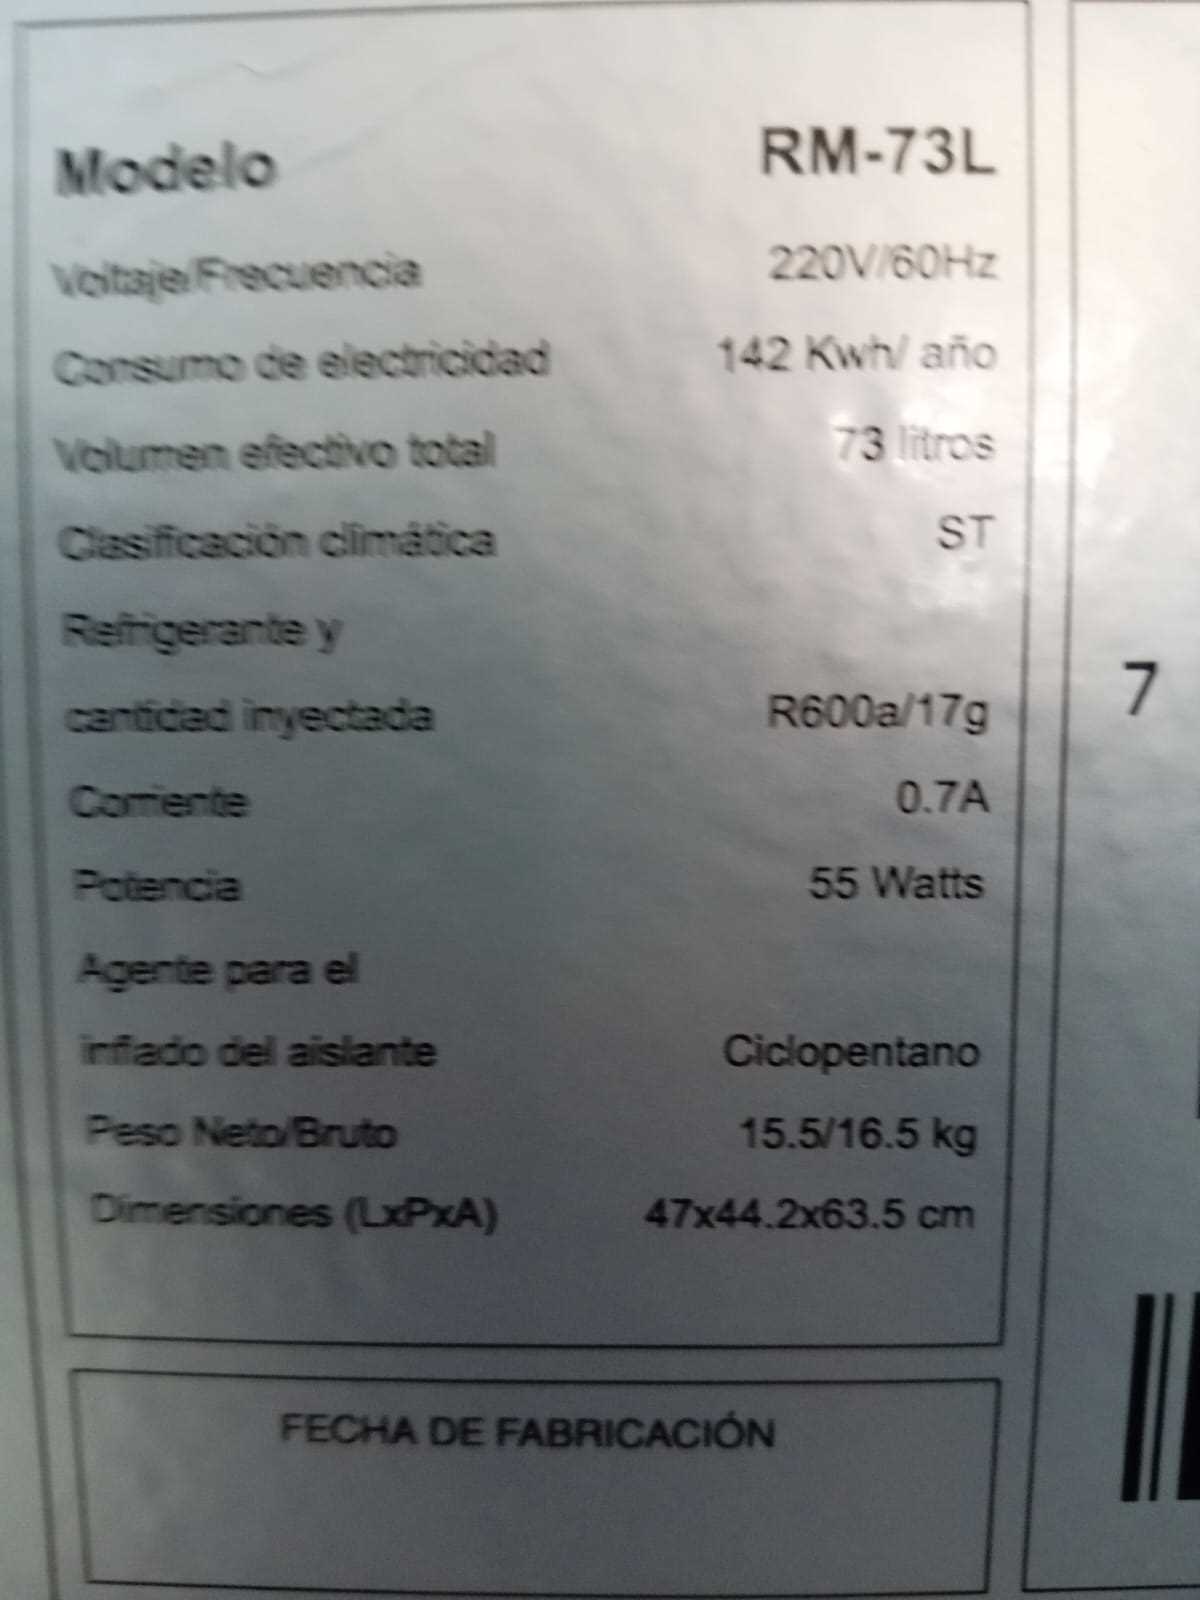 Modelo RM-73L
Voltaje/Frecuencia 220V/60Hz
Consumo de electricidad 142 Kwh/ año
Volumen efectivo total 73 litros
Clasificación climática ST
Refrigerante y
cantidad inyectada R600a/17g
Corriente 0.7A
Potencia 55 Watts
Agente para el
inflado del aislante Ciclopentano
Peso Neto/Bruto 15.5/16.5 kg
Dimensiones (LxPxA) 47x44.2x63.5 cm
FECHA DE FABRICACIÓN
7